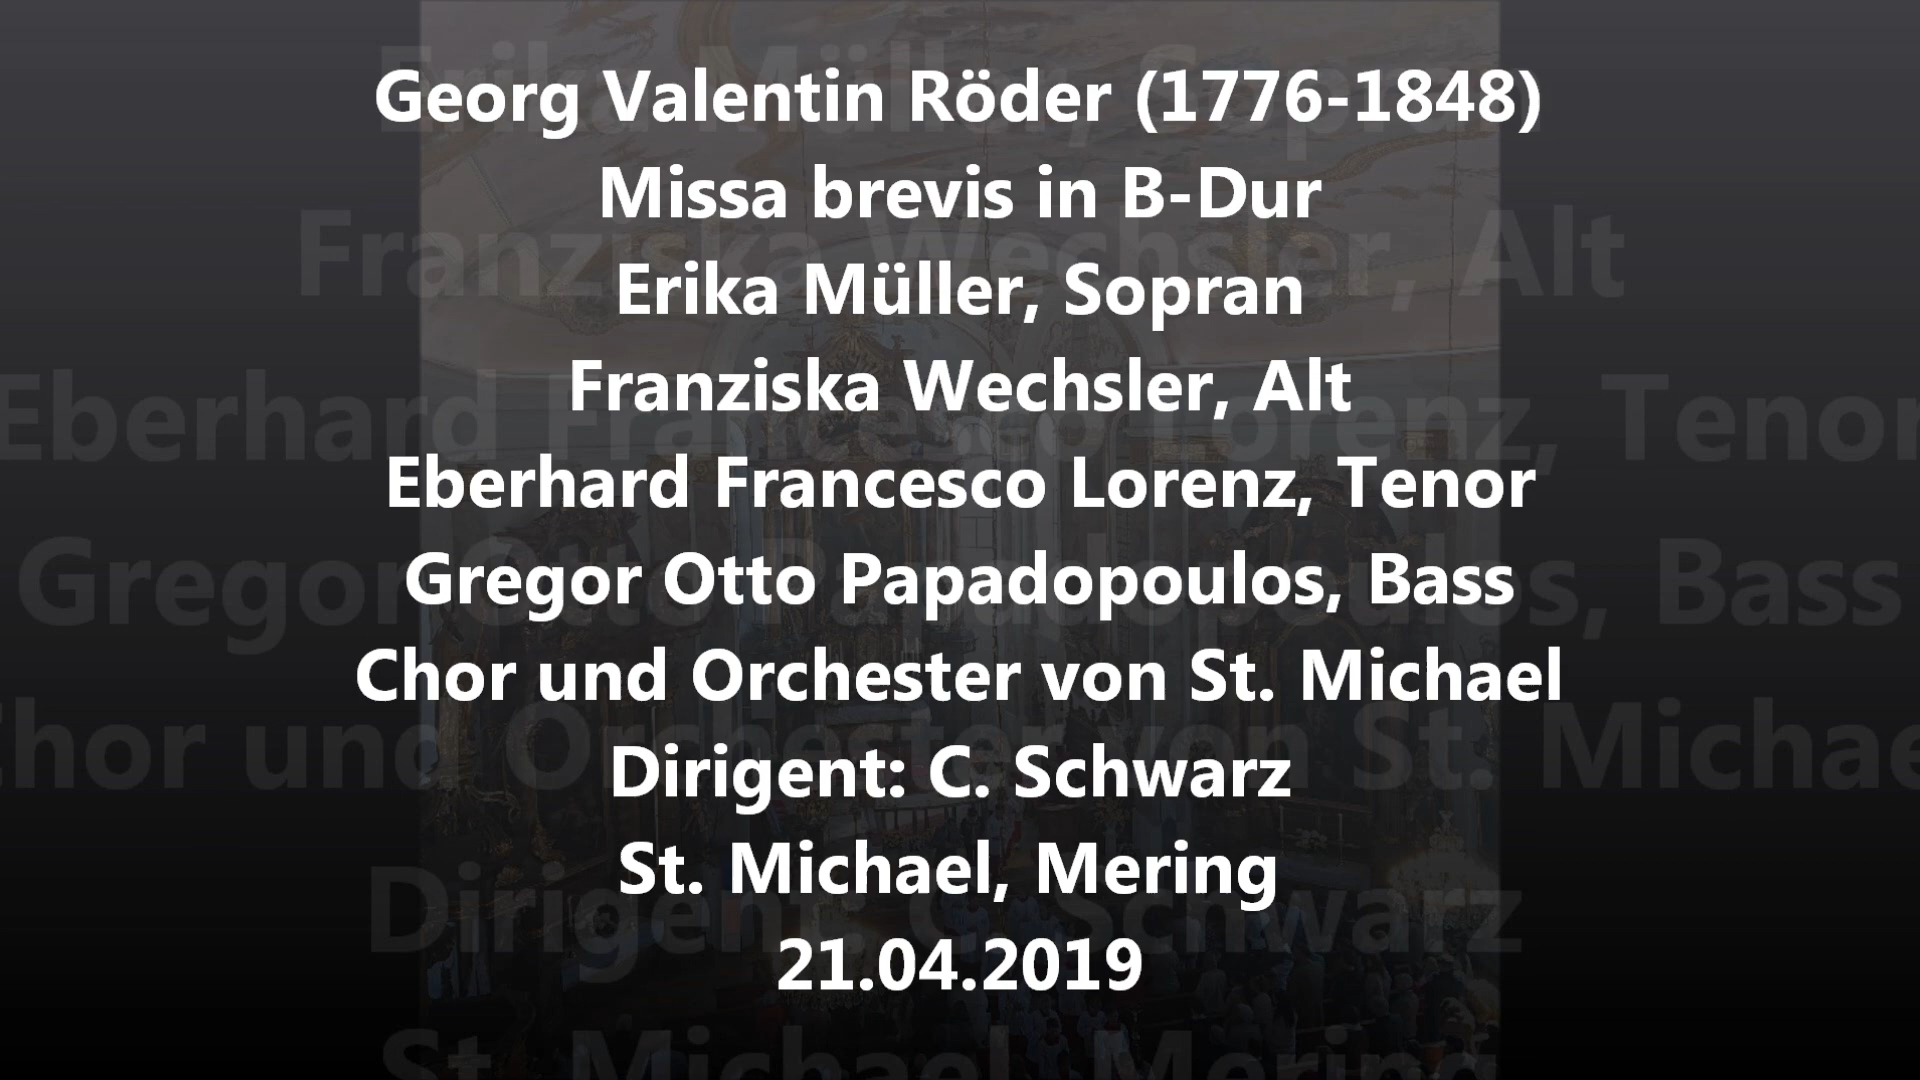 Georg Valentin Röder (1776-1848)
Missa brevis in B-Dur
Erika Müller, Sopran
Franziska Wechsler, Alt
Eberhard Francesco Lorenz, Tenor
Gregor Otto Papadopoulos, Bass
Chor und Orchester von St. Michael
Dirigent: C. Schwarz
St. Michael, Mering
21.04.2019